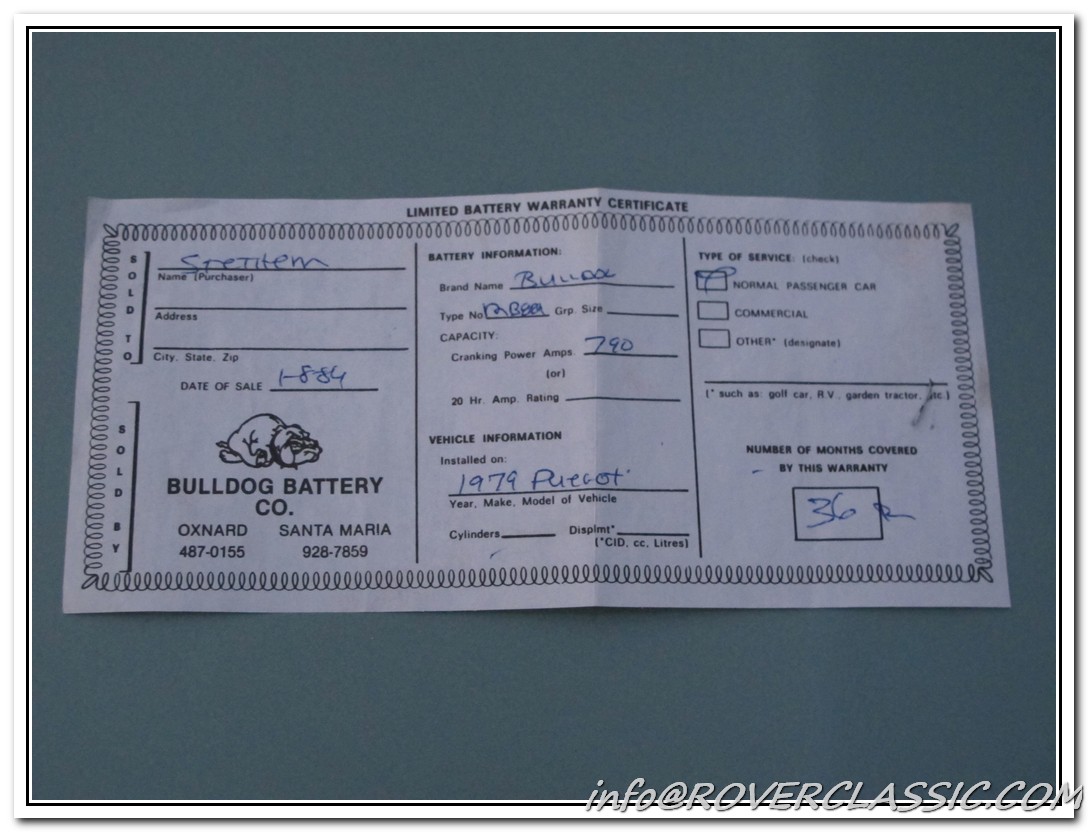 LIMITED BATTERY WARRANTY CERTIFICATE
SOLD TO
Name (Purchaser)
Address
City, State, Zip
DATE OF SALE 1-8-84
SOLD BY
BULLDOG BATTERY
CO.
OXNARD SANTA MARIA
487-0155 928-7859
BATTERY INFORMATION:
Brand Name BULLDOG
Type No Grp. Size
CAPACITY:
Cranking Power Amps. 790
(or)
20 Hr. Amp. Rating
VEHICLE INFORMATION
Installed on:
1979 Puegot
Year, Make, Model of Vehicle
Cylinders Displmt*
(*CID, cc, Litres)
TYPE OF SERVICE: (check)
NORMAL PASSENGER CAR
COMMERCIAL
OTHER* (designate)
(* such as: golf car, R.V., garden tractor, etc.)
NUMBER OF MONTHS COVERED
BY THIS WARRANTY
36
info@ROVERCLASSIC.COM